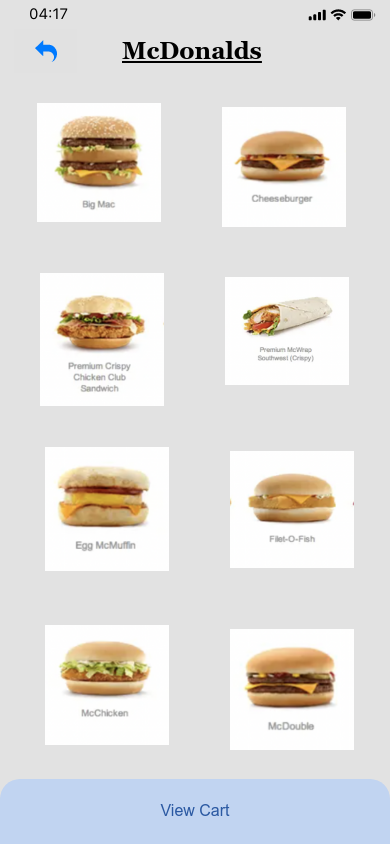 04:17
McDonalds
Big Mac
Cheeseburger
Premium Crispy
Chicken Club
Sandwich
Premium McWrap
Southwest (Crispy)
Egg McMuffin
Filet-O-Fish
McChicken
McDouble
View Cart